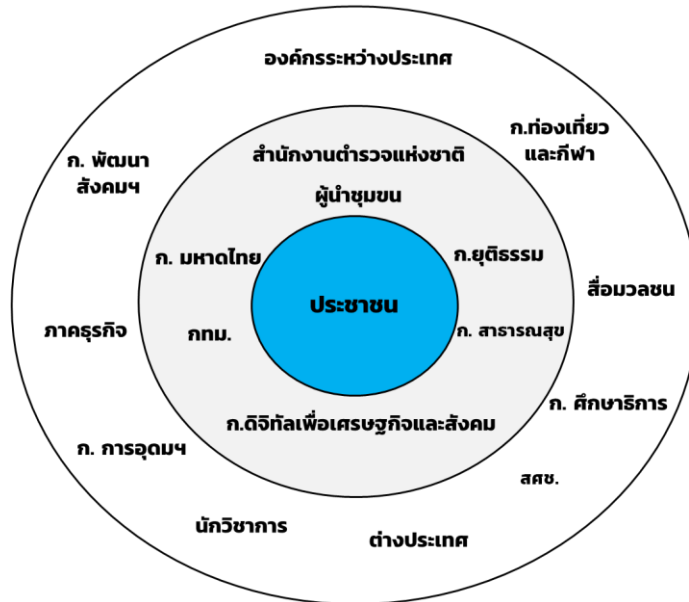 องค์กรระหว่างประเทศ
ก.ท่องเที่ยว
และกีฬา
ก. พัฒนา
สังคมฯ
สำนักงานตำรวจแห่งชาติ
ผู้นำชุมขน
ก. มหาดไทย
ก.ยุติธรรม
สื่อมวลชน
ประชาชน
ภาคธุรกิจ
กทม.
ก. สาธารณสุข
ก. ศึกษาธิการ
ก.ดิจิทัลเพื่อเศรษฐกิจและสังคม
ก. การอุดมฯ
สศช.
นักวิชาการ
ต่างประเทศ